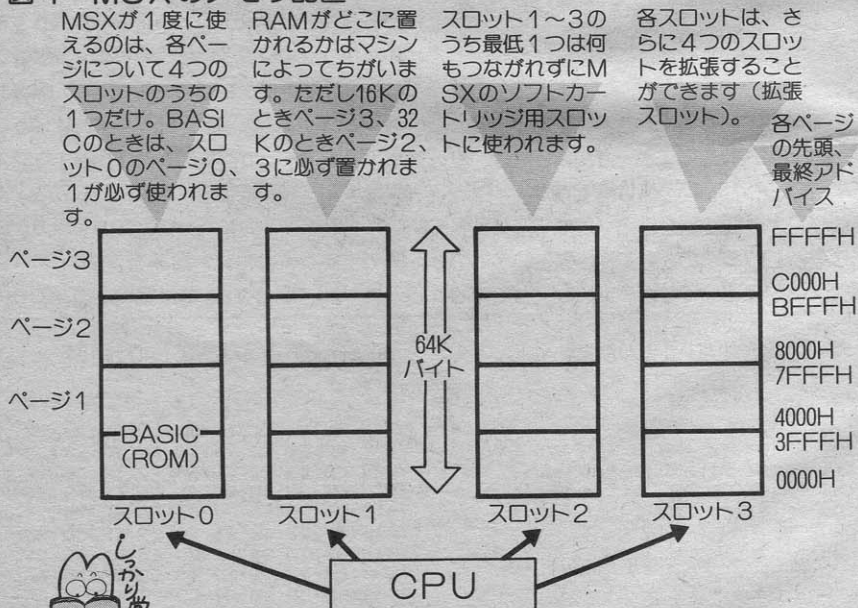 MSXが1度に使
えるのは、各ペー
ジについて4つの
スロットのうちの
1つだけ。BASI
Cのときは、スロ
ット0のページ0、
1が必ず使われま
す。
RAMがどこに置
かれるかはマシン
によってちがいま
す。ただし16Kの
ときページ3、32
Kのときページ2、
3に必ず置かれま
す。
スロット1〜3の
うち最低1つは何
もつながれずにM
SXのソフトカー
トリッジ用スロッ
トに使われます。
各スロットは、さ
らに4つのスロッ
トを拡張すること
ができます(拡張
スロット)。
各ページ
の先頭、
最終アド
バイス
ページ3
ページ2
ページ1
BASIC
(ROM)
64K
バイト
FFFFH
C000H
BFFFH
8000H
7FFFH
4000H
3FFFH
0000H
スロット0
スロット1
スロット2
スロット3
CPU